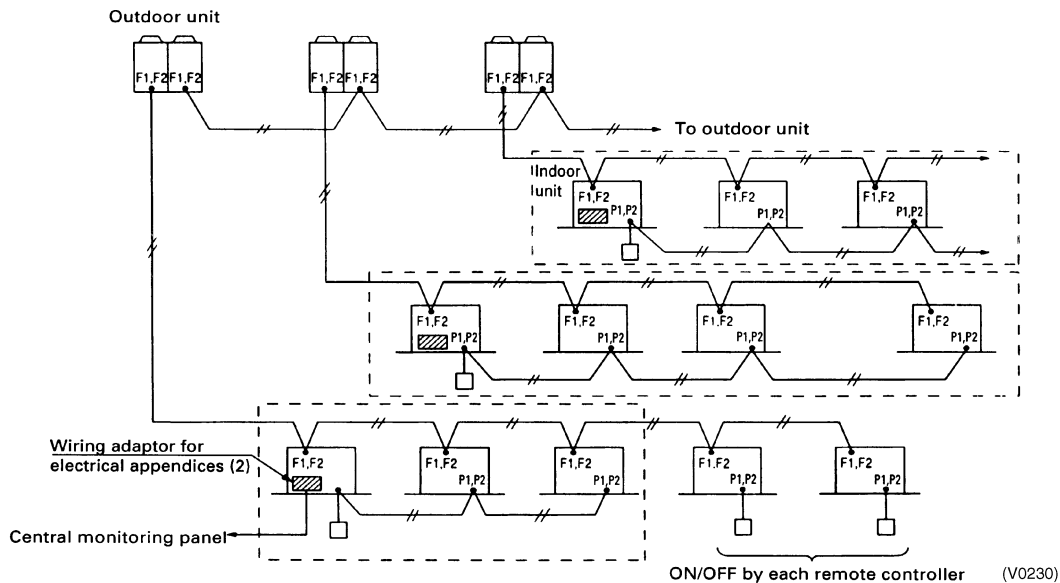 Outdoor unit
F1,F2 F1,F2 F1,F2 F1,F2 F1,F2 F1,F2
To outdoor unit
Indoor
unit
F1,F2 F1,F2 F1,F2
P1,P2 P1,P2 P1,P2
F1,F2 F1,F2 F1,F2 F1,F2
P1,P2 P1,P2 P1,P2 P1,P2
Wiring adaptor for
electrical appendices (2)
F1,F2 F1,F2 F1,F2 F1,F2 F1,F2
P1,P2 P1,P2 P1,P2 P1,P2
Central monitoring panel
ON/OFF by each remote controller
(V0230)